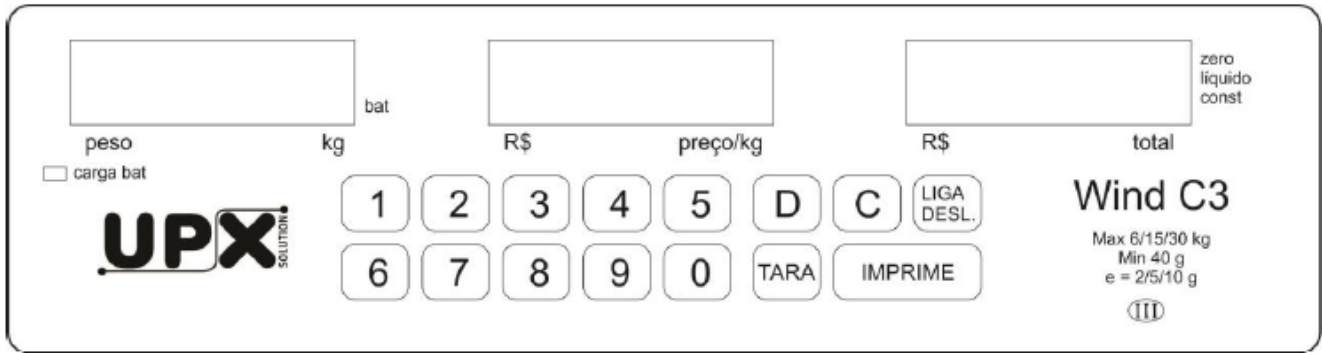 zero
líquido
const
bat
peso kg
R$ preço/kg
R$ total
carga bat
UPX
SOLUTION
1 2 3 4 5 D C LIGA
DESL.
6 7 8 9 0 TARA IMPRIME
Wind C3
Max 6/15/30 kg
Min 40 g
e = 2/5/10 g
III